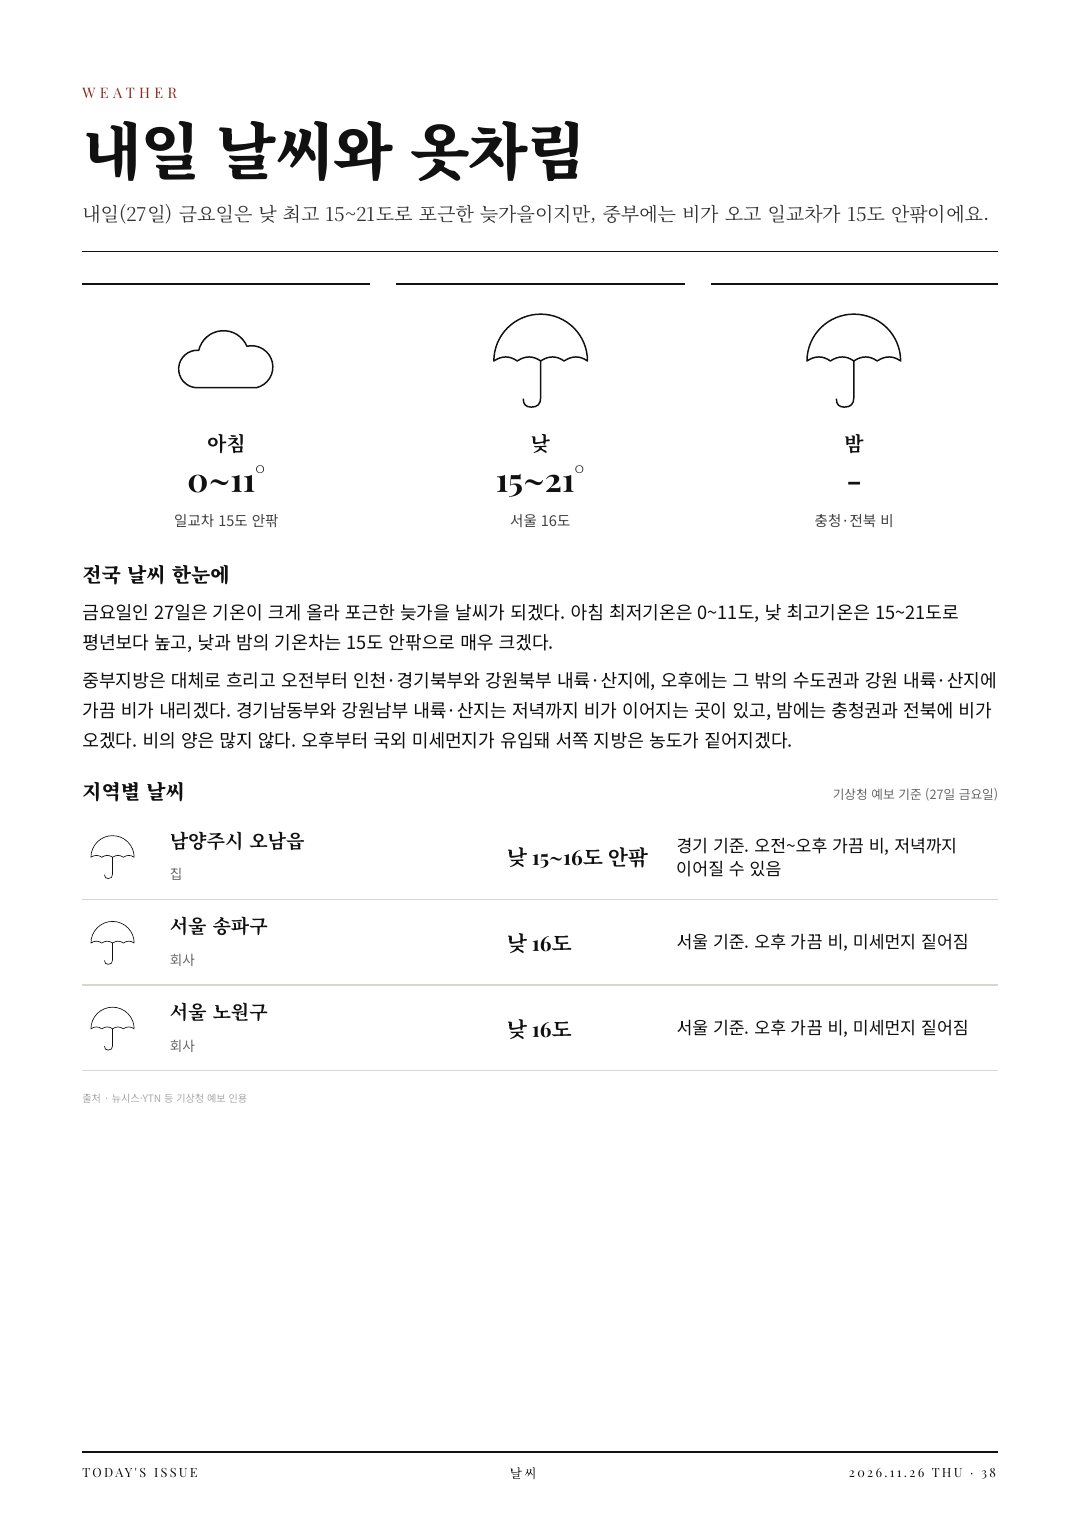 WEATHER
내일 날씨와 옷차림
내일(27일) 금요일은 낮 최고 15~21도로 포근한 늦가을이지만, 중부에는 비가 오고 일교차가 15도 안팎이에요.
아침
0~11°
일교차 15도 안팎
낮
15~21°
서울 16도
밤
-
충청·전북 비
전국 날씨 한눈에
금요일인 27일은 기온이 크게 올라 포근한 늦가을 날씨가 되겠다. 아침 최저기온은 0~11도, 낮 최고기온은 15~21도로
평년보다 높고, 낮과 밤의 기온차는 15도 안팎으로 매우 크겠다.
중부지방은 대체로 흐리고 오전부터 인천·경기북부와 강원북부 내륙·산지에, 오후에는 그 밖의 수도권과 강원 내륙·산지에
가끔 비가 내리겠다. 경기남동부와 강원남부 내륙·산지는 저녁까지 비가 이어지는 곳이 있고, 밤에는 충청권과 전북에 비가
오겠다. 비의 양은 많지 않다. 오후부터 국외 미세먼지가 유입돼 서쪽 지방은 농도가 짙어지겠다.
지역별 날씨
기상청 예보 기준 (27일 금요일)
남양주시 오남읍
집
낮 15~16도 안팎
경기 기준. 오전~오후 가끔 비, 저녁까지
이어질 수 있음
서울 송파구
회사
낮 16도
서울 기준. 오후 가끔 비, 미세먼지 짙어짐
서울 노원구
회사
낮 16도
서울 기준. 오후 가끔 비, 미세먼지 짙어짐
출처 · 뉴시스·YTN 등 기상청 예보 인용
TODAY'S ISSUE
날씨
2026.11.26 THU · 38